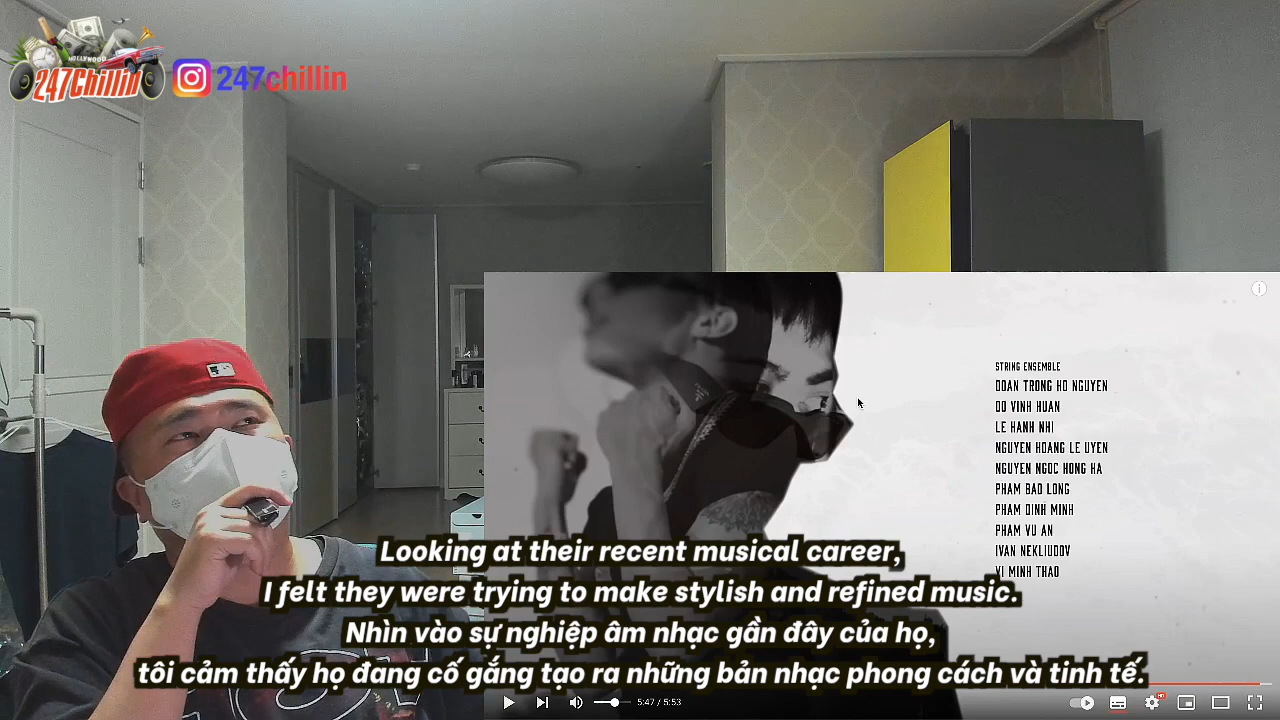 HOLLYWOOD
247Chillin
247chillin
STRING ENSEMBLE
DOAN TRONG HO NGUYEN
DO VINH HUAN
LE HANH NHI
NGUYEN HOANG LE UYEN
NGUYEN NGOC HONG HA
PHAM BAO LONG
PHAM DINH MINH
PHAM VU AN
IVAN NEKLIUDOV
VI MINH THAO
Looking at their recent musical career,
I felt they were trying to make stylish and refined music.
Nhìn vào sự nghiệp âm nhạc gần đây của họ,
tôi cảm thấy họ đang cố gắng tạo ra những bản nhạc phong cách và tinh tế.
5:47 / 5:53
HD